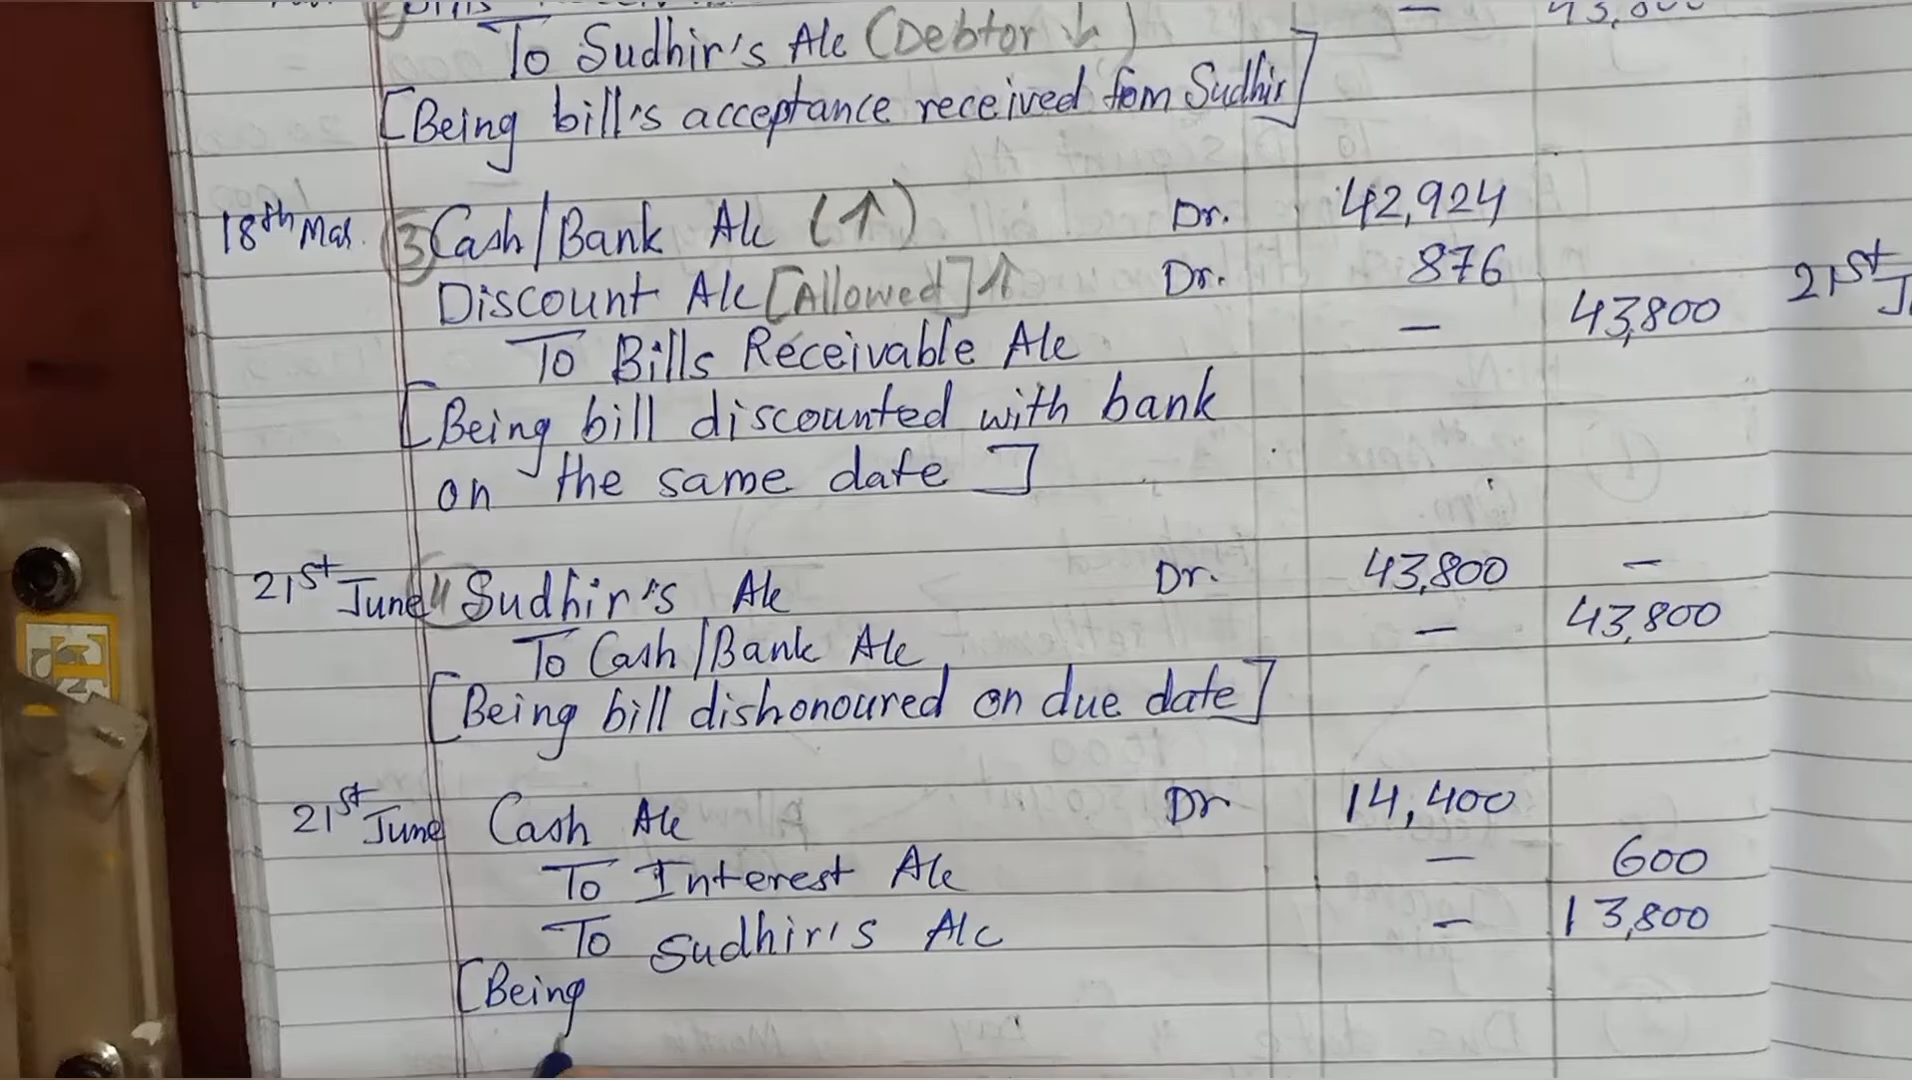 To Sudhir's A/c (Debtor ↓) - 43,800
[Being bill's acceptance received fom Sudhir]
18th Mar. (3) Cash/Bank A/c (↑) Dr. 42,924
Discount A/c [Allowed] ↑ Dr. 876
To Bills Receivable A/c - 43,800
[Being bill discounted with bank
on the same date]
21st June Sudhir's A/c Dr. 43,800 -
To Cash/Bank A/c - 43,800
[Being bill dishonoured on due date]
21st June Cash A/c Dr 14,400
To Interest A/c - 600
To Sudhir's A/c - 13,800
[Being
21st